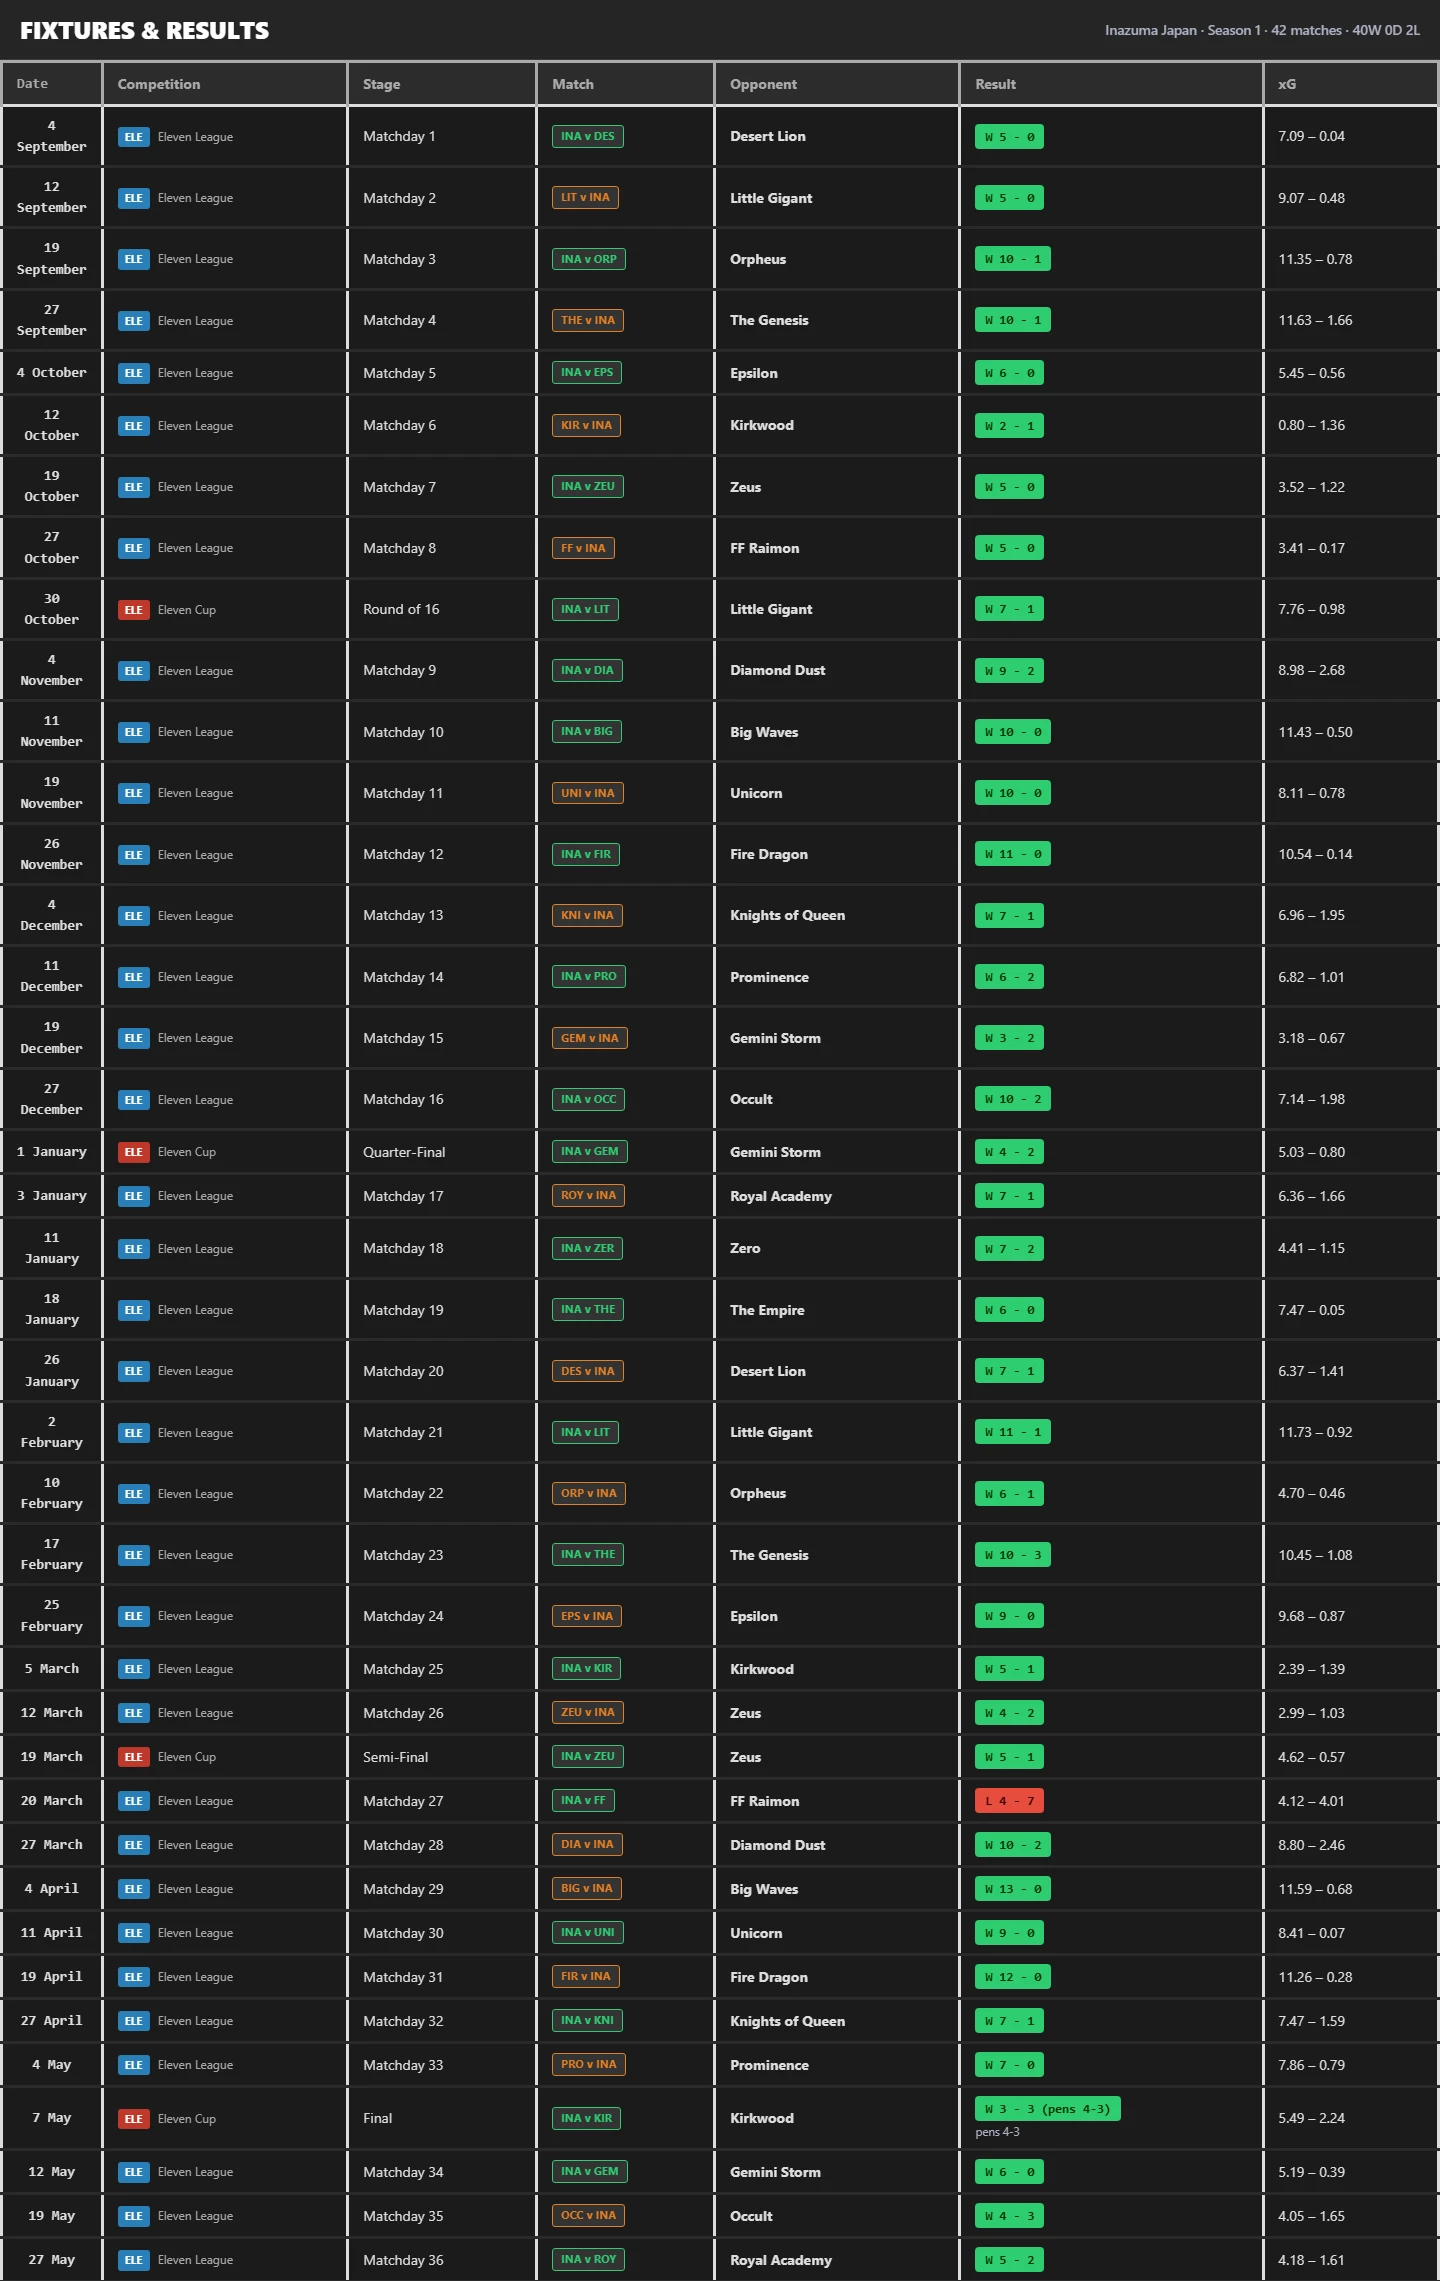 FIXTURES & RESULTS
Inazuma Japan · Season 1 · 42 matches · 40W 0D 2L
Date Competition Stage Match Opponent Result xG
4 September ELE Eleven League Matchday 1 INA v DES Desert Lion W 5 - 0 7.09 – 0.04
12 September ELE Eleven League Matchday 2 LIT v INA Little Gigant W 5 - 0 9.07 – 0.48
19 September ELE Eleven League Matchday 3 INA v ORP Orpheus W 10 - 1 11.35 – 0.78
27 September ELE Eleven League Matchday 4 THE v INA The Genesis W 10 - 1 11.63 – 1.66
4 October ELE Eleven League Matchday 5 INA v EPS Epsilon W 6 - 0 5.45 – 0.56
12 October ELE Eleven League Matchday 6 KIR v INA Kirkwood W 2 - 1 0.80 – 1.36
19 October ELE Eleven League Matchday 7 INA v ZEU Zeus W 5 - 0 3.52 – 1.22
27 October ELE Eleven League Matchday 8 FF v INA FF Raimon W 5 - 0 3.41 – 0.17
30 October ELE Eleven Cup Round of 16 INA v LIT Little Gigant W 7 - 1 7.76 – 0.98
4 November ELE Eleven League Matchday 9 INA v DIA Diamond Dust W 9 - 2 8.98 – 2.68
11 November ELE Eleven League Matchday 10 INA v BIG Big Waves W 10 - 0 11.43 – 0.50
19 November ELE Eleven League Matchday 11 UNI v INA Unicorn W 10 - 0 8.11 – 0.78
26 November ELE Eleven League Matchday 12 INA v FIR Fire Dragon W 11 - 0 10.54 – 0.14
4 December ELE Eleven League Matchday 13 KNI v INA Knights of Queen W 7 - 1 6.96 – 1.95
11 December ELE Eleven League Matchday 14 INA v PRO Prominence W 6 - 2 6.82 – 1.01
19 December ELE Eleven League Matchday 15 GEM v INA Gemini Storm W 3 - 2 3.18 – 0.67
27 December ELE Eleven League Matchday 16 INA v OCC Occult W 10 - 2 7.14 – 1.98
1 January ELE Eleven Cup Quarter-Final INA v GEM Gemini Storm W 4 - 2 5.03 – 0.80
3 January ELE Eleven League Matchday 17 ROY v INA Royal Academy W 7 - 1 6.36 – 1.66
11 January ELE Eleven League Matchday 18 INA v ZER Zero W 7 - 2 4.41 – 1.15
18 January ELE Eleven League Matchday 19 INA v THE The Empire W 6 - 0 7.47 – 0.05
26 January ELE Eleven League Matchday 20 DES v INA Desert Lion W 7 - 1 6.37 – 1.41
2 February ELE Eleven League Matchday 21 INA v LIT Little Gigant W 11 - 1 11.73 – 0.92
10 February ELE Eleven League Matchday 22 ORP v INA Orpheus W 6 - 1 4.70 – 0.46
17 February ELE Eleven League Matchday 23 INA v THE The Genesis W 10 - 3 10.45 – 1.08
25 February ELE Eleven League Matchday 24 EPS v INA Epsilon W 9 - 0 9.68 – 0.87
5 March ELE Eleven League Matchday 25 INA v KIR Kirkwood W 5 - 1 2.39 – 1.39
12 March ELE Eleven League Matchday 26 ZEU v INA Zeus W 4 - 2 2.99 – 1.03
19 March ELE Eleven Cup Semi-Final INA v ZEU Zeus W 5 - 1 4.62 – 0.57
20 March ELE Eleven League Matchday 27 INA v FF FF Raimon L 4 - 7 4.12 – 4.01
27 March ELE Eleven League Matchday 28 DIA v INA Diamond Dust W 10 - 2 8.80 – 2.46
4 April ELE Eleven League Matchday 29 BIG v INA Big Waves W 13 - 0 11.59 – 0.68
11 April ELE Eleven League Matchday 30 INA v UNI Unicorn W 9 - 0 8.41 – 0.07
19 April ELE Eleven League Matchday 31 FIR v INA Fire Dragon W 12 - 0 11.26 – 0.28
27 April ELE Eleven League Matchday 32 INA v KNI Knights of Queen W 7 - 1 7.47 – 1.59
4 May ELE Eleven League Matchday 33 PRO v INA Prominence W 7 - 0 7.86 – 0.79
7 May ELE Eleven Cup Final INA v KIR Kirkwood W 3 - 3 (pens 4-3) 5.49 – 2.24
pens 4-3
12 May ELE Eleven League Matchday 34 INA v GEM Gemini Storm W 6 - 0 5.19 – 0.39
19 May ELE Eleven League Matchday 35 OCC v INA Occult W 4 - 3 4.05 – 1.65
27 May ELE Eleven League Matchday 36 INA v ROY Royal Academy W 5 - 2 4.18 – 1.61